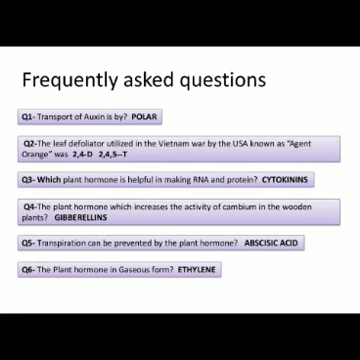 Frequently asked questions
Q1- Transport of Auxin is by? POLAR
Q2-The leaf defoliator utilized in the Vietnam war by the USA known as "Agent
Orange" was 2,4-D 2,4,5--T
Q3- Which plant hormone is helpful in making RNA and protein? CYTOKININS
Q4- The plant hormone which increases the activity of cambium in the wooden
plants? GIBBERELLINS
Q5- Transpiration can be prevented by the plant hormone? ABSCISIC ACID
Q6- The Plant hormone in Gaseous form? ETHYLENE